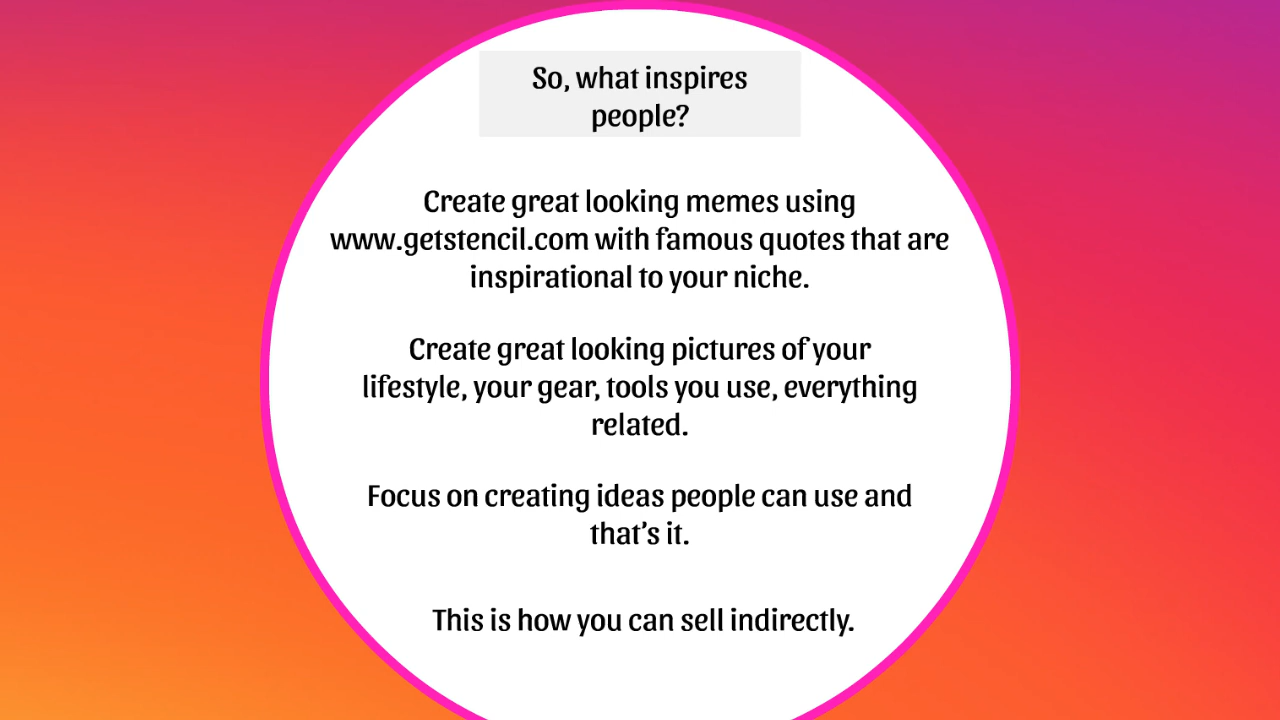 So, what inspires
people?
Create great looking memes using
www.getstencil.com with famous quotes that are
inspirational to your niche.
Create great looking pictures of your
lifestyle, your gear, tools you use, everything
related.
Focus on creating ideas people can use and
that’s it.
This is how you can sell indirectly.